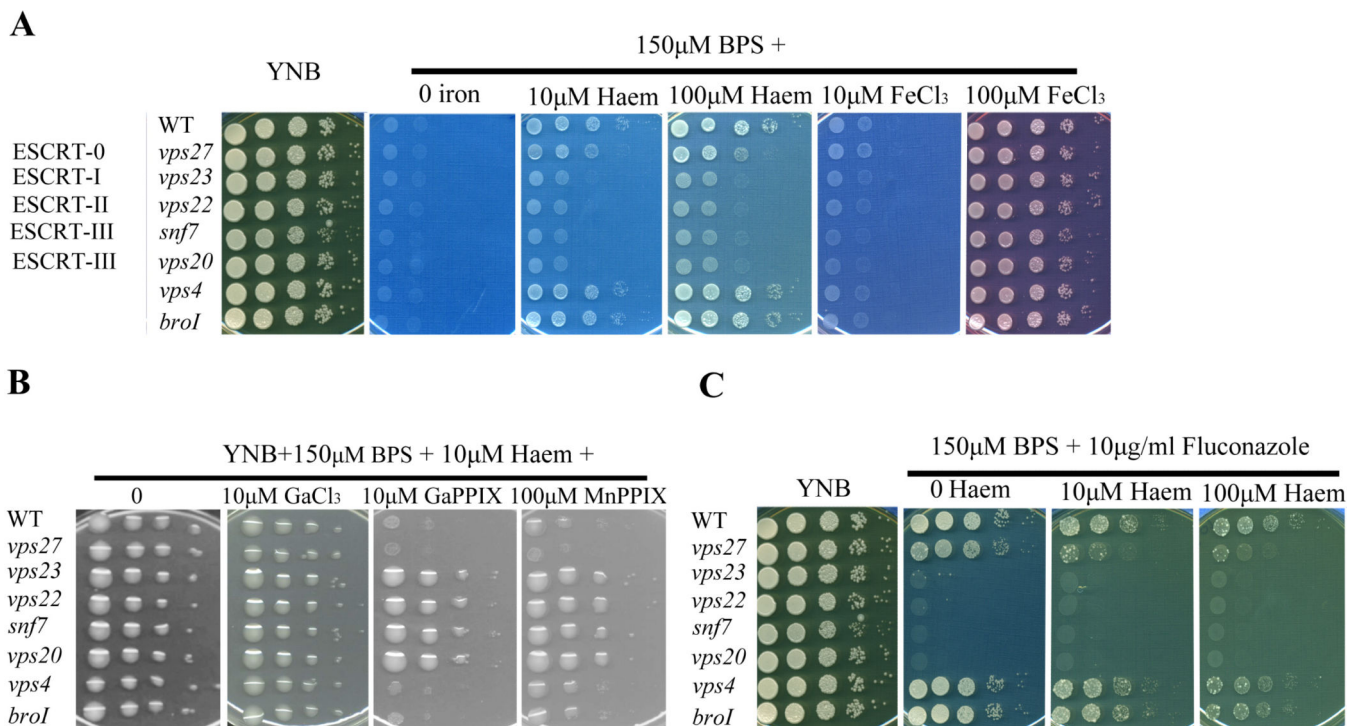 A
150μM BPS +
YNB
0 iron 10μM Haem 100μM Haem 10μM FeCl₃ 100μM FeCl₃
WT
ESCRT-0 vps27
ESCRT-I vps23
ESCRT-II vps22
ESCRT-III snf7
ESCRT-III vps20
vps4
broI
B
YNB+150μM BPS + 10μM Haem +
0 10μM GaCl₃ 10μM GaPPIX 100μM MnPPIX
WT
vps27
vps23
vps22
snf7
vps20
vps4
broI
C
150μM BPS + 10μg/ml Fluconazole
YNB
0 Haem 10μM Haem 100μM Haem
WT
vps27
vps23
vps22
snf7
vps20
vps4
broI